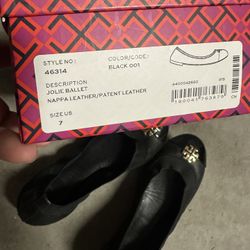 STYLE NO:
46314
COLOR/CODE:
BLACK 001
DESCRIPTION:
JOLIE BALLET
NAPPA LEATHER/PATENT LEATHER
SIZE US
7